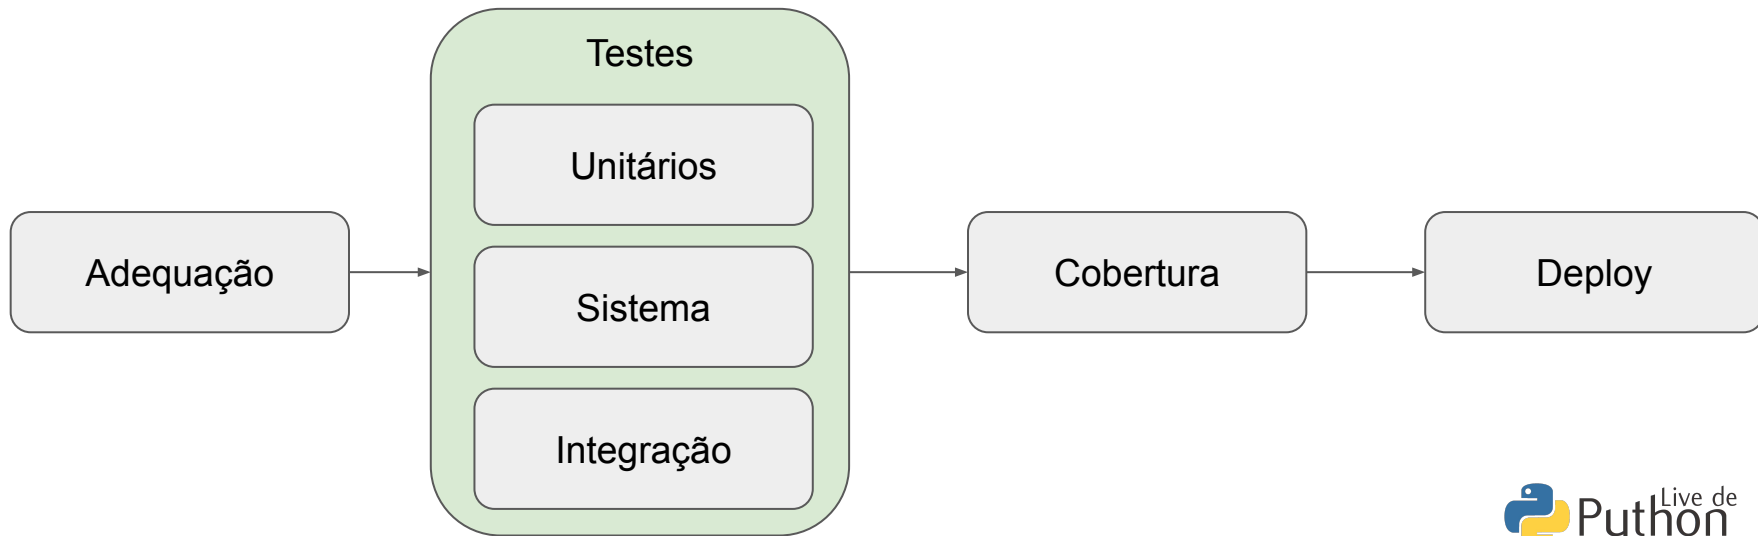 Testes
Unitários
Adequação
Sistema
Cobertura
Deploy
Integração
Live de
Python